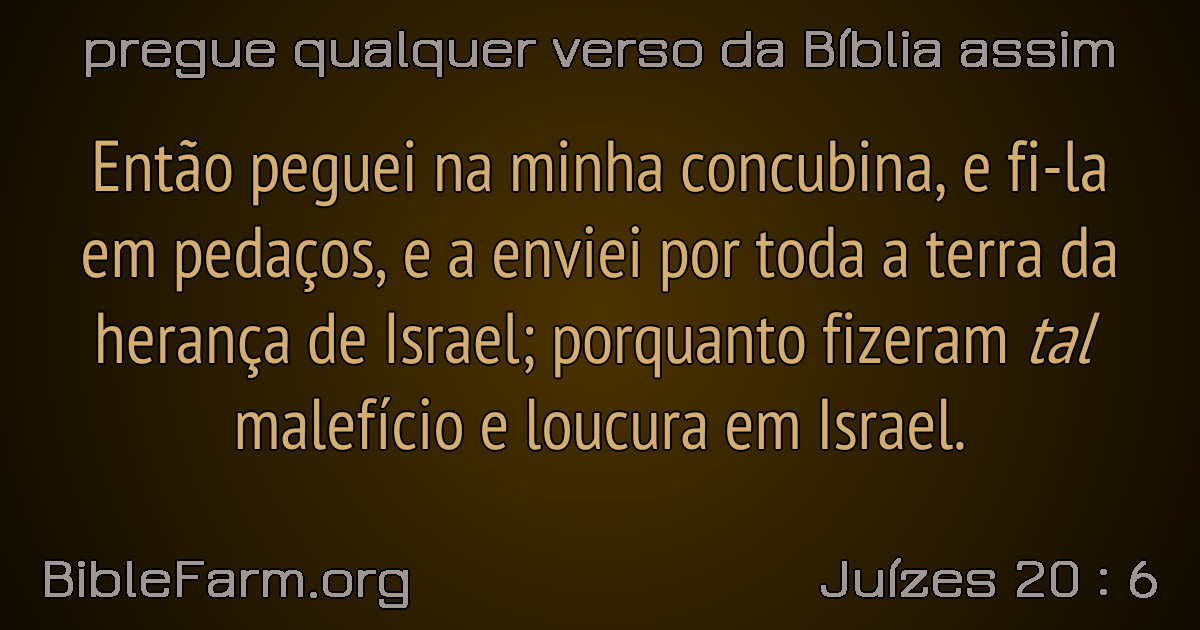 pregue qualquer verso da Bíblia assim
Então peguei na minha concubina, e fi-la
em pedaços, e a enviei por toda a terra da
herança de Israel; porquanto fizeram tal
malefício e loucura em Israel.
BibleFarm.org
Juízes 20 : 6